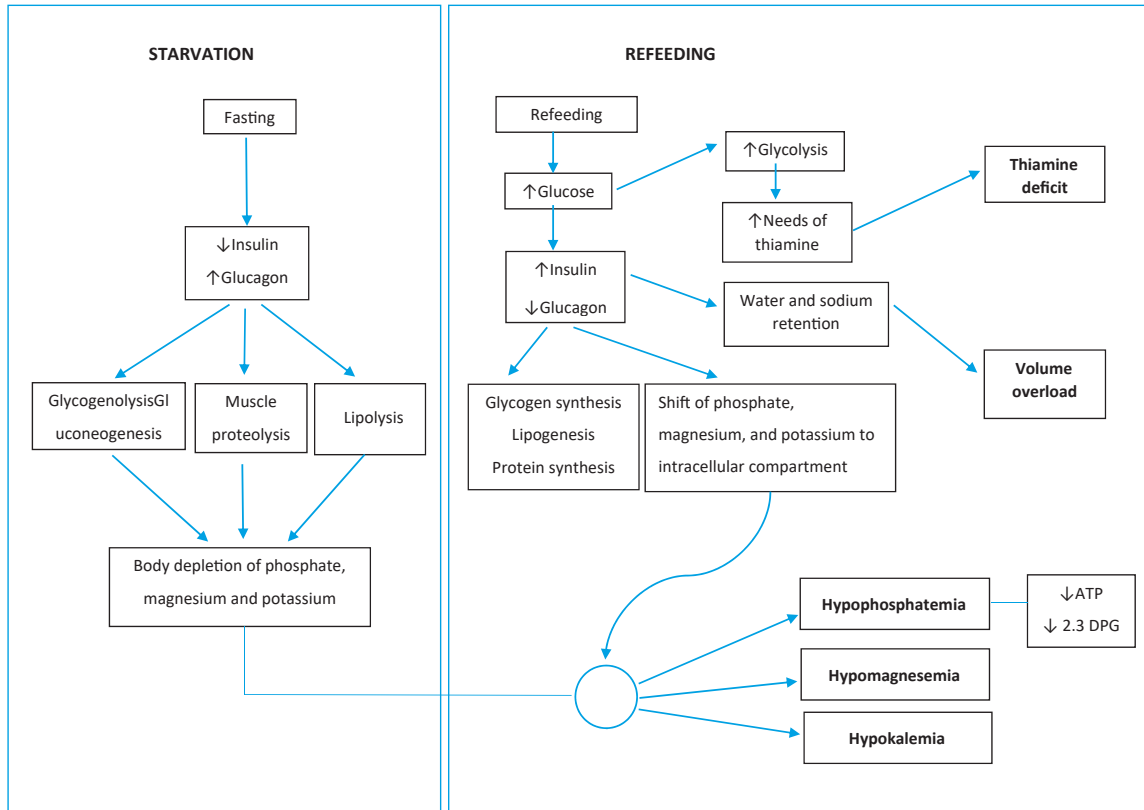 STARVATION
Fasting
↓Insulin
↑Glucagon
GlycogenolysisGl
uconeogenesis
Muscle
proteolysis
Lipolysis
Body depletion of phosphate,
magnesium and potassium
REFEEDING
Refeeding
↑Glucose
↑Glycolysis
↑Needs of
thiamine
Thiamine
deficit
↑Insulin
↓Glucagon
Water and sodium
retention
Volume
overload
Glycogen synthesis
Lipogenesis
Protein synthesis
Shift of phosphate,
magnesium, and potassium to
intracellular compartment
Hypophosphatemia
↓ATP
↓ 2.3 DPG
Hypomagnesemia
Hypokalemia